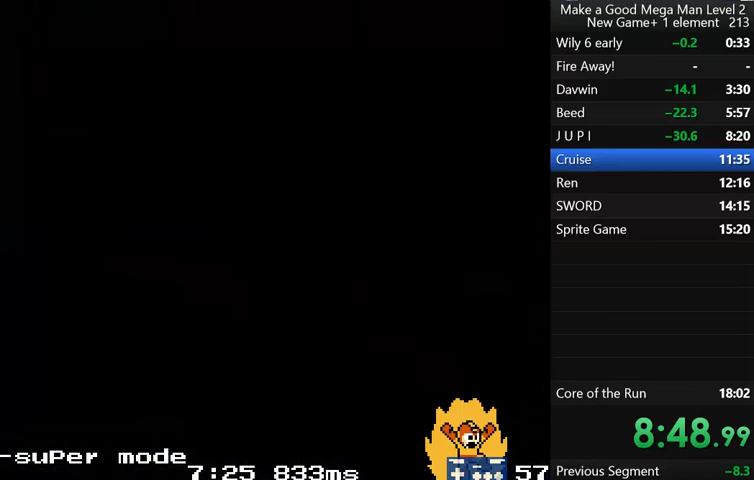 Make a Good Mega Man Level 2
New Game+ 1 element 213
Wily 6 early -0.2 0:33
Fire Away! - -
Davwin -14.1 3:30
Beed -22.3 5:57
J U P I -30.6 8:20
Cruise 11:35
Ren 12:16
SWORD 14:15
Sprite Game 15:20
Core of the Run 18:02
8:48.99
-suPer mode
7:25 833ms 57
Previous Segment -8.3